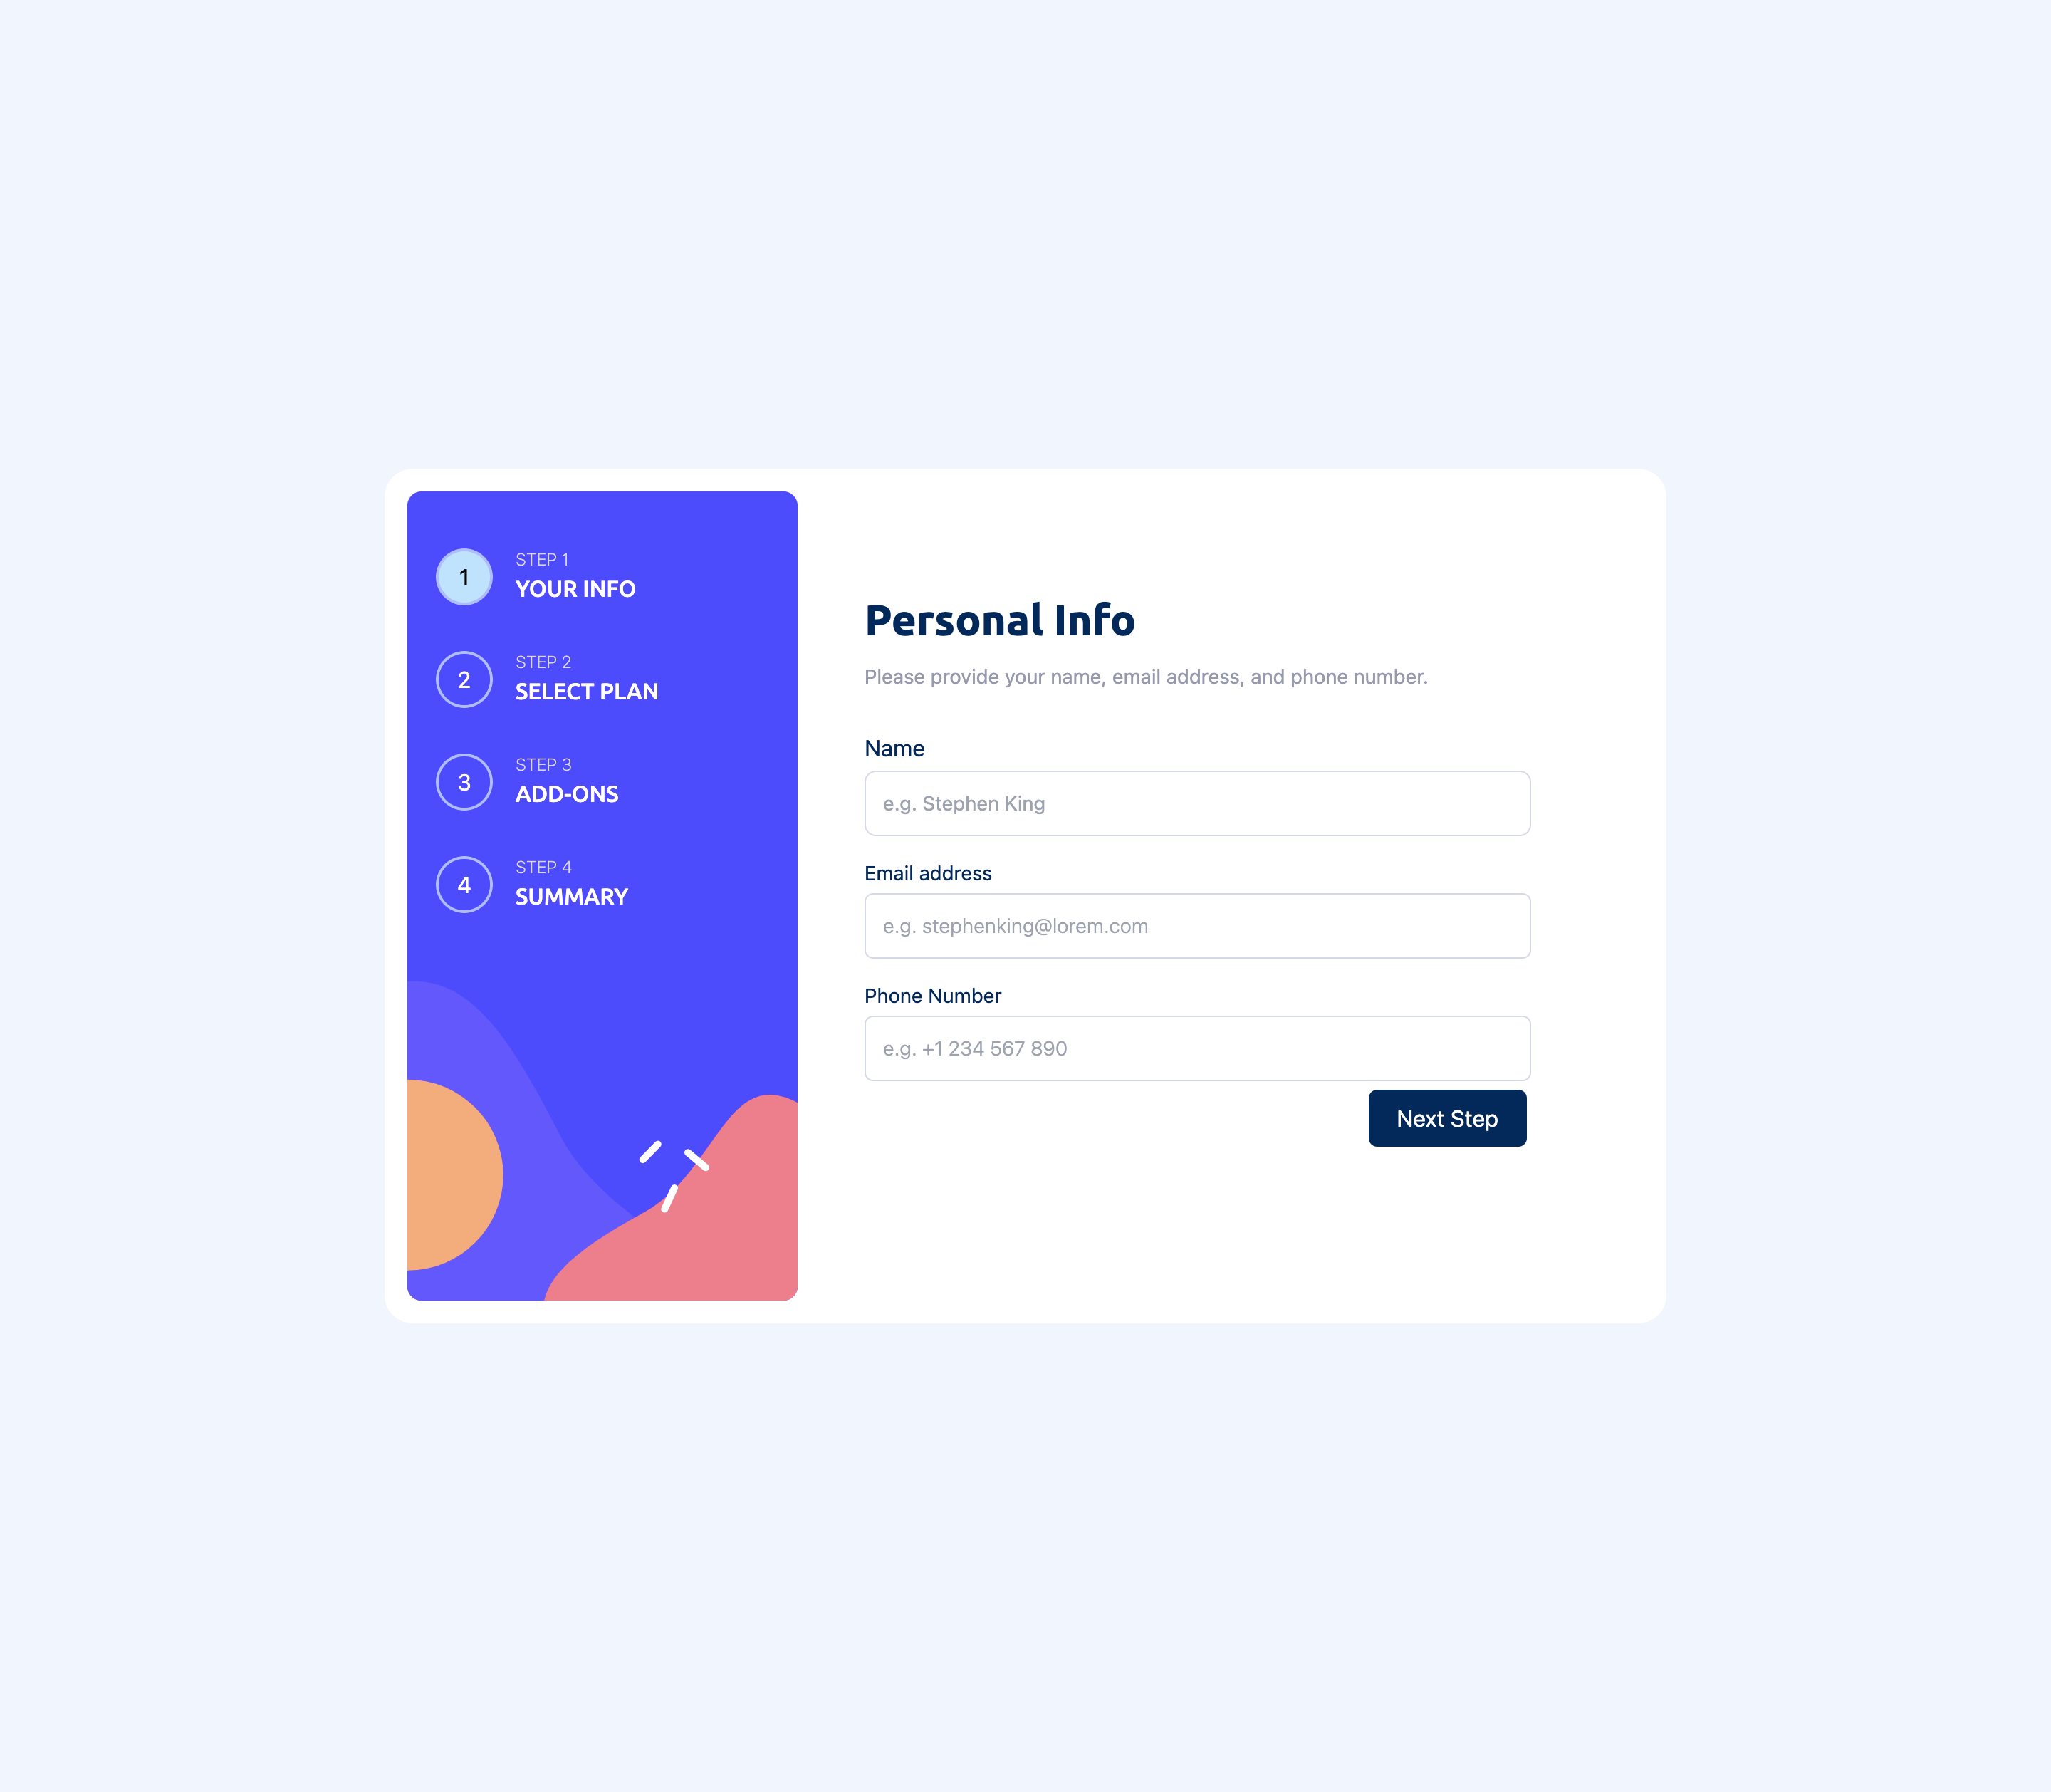 1
STEP 1
YOUR INFO
2
STEP 2
SELECT PLAN
3
STEP 3
ADD-ONS
4
STEP 4
SUMMARY
Personal Info
Please provide your name, email address, and phone number.
Name
e.g. Stephen King
Email address
e.g. stephenking@lorem.com
Phone Number
e.g. +1 234 567 890
Next Step